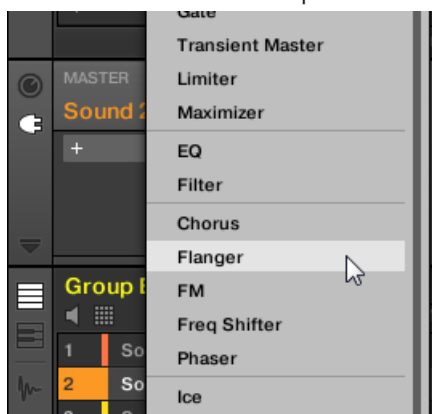 Gate
Transient Master
MASTER
Limiter
Sound 2
Maximizer
+
EQ
Filter
Chorus
Flanger
Group
FM
Freq Shifter
1 So
Phaser
2 So
Ice